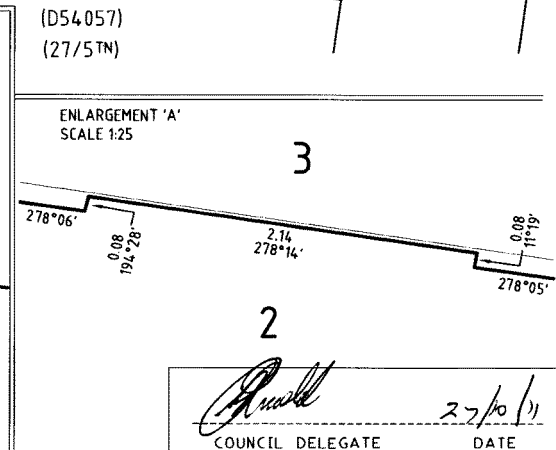 (D54057)
(27/5TN)
ENLARGEMENT 'A'
SCALE 1:25
3
278°06'
0.08
194°28'
2.14
278°14'
0.08
11°19'
278°05'
2
27/10/11
COUNCIL DELEGATE DATE